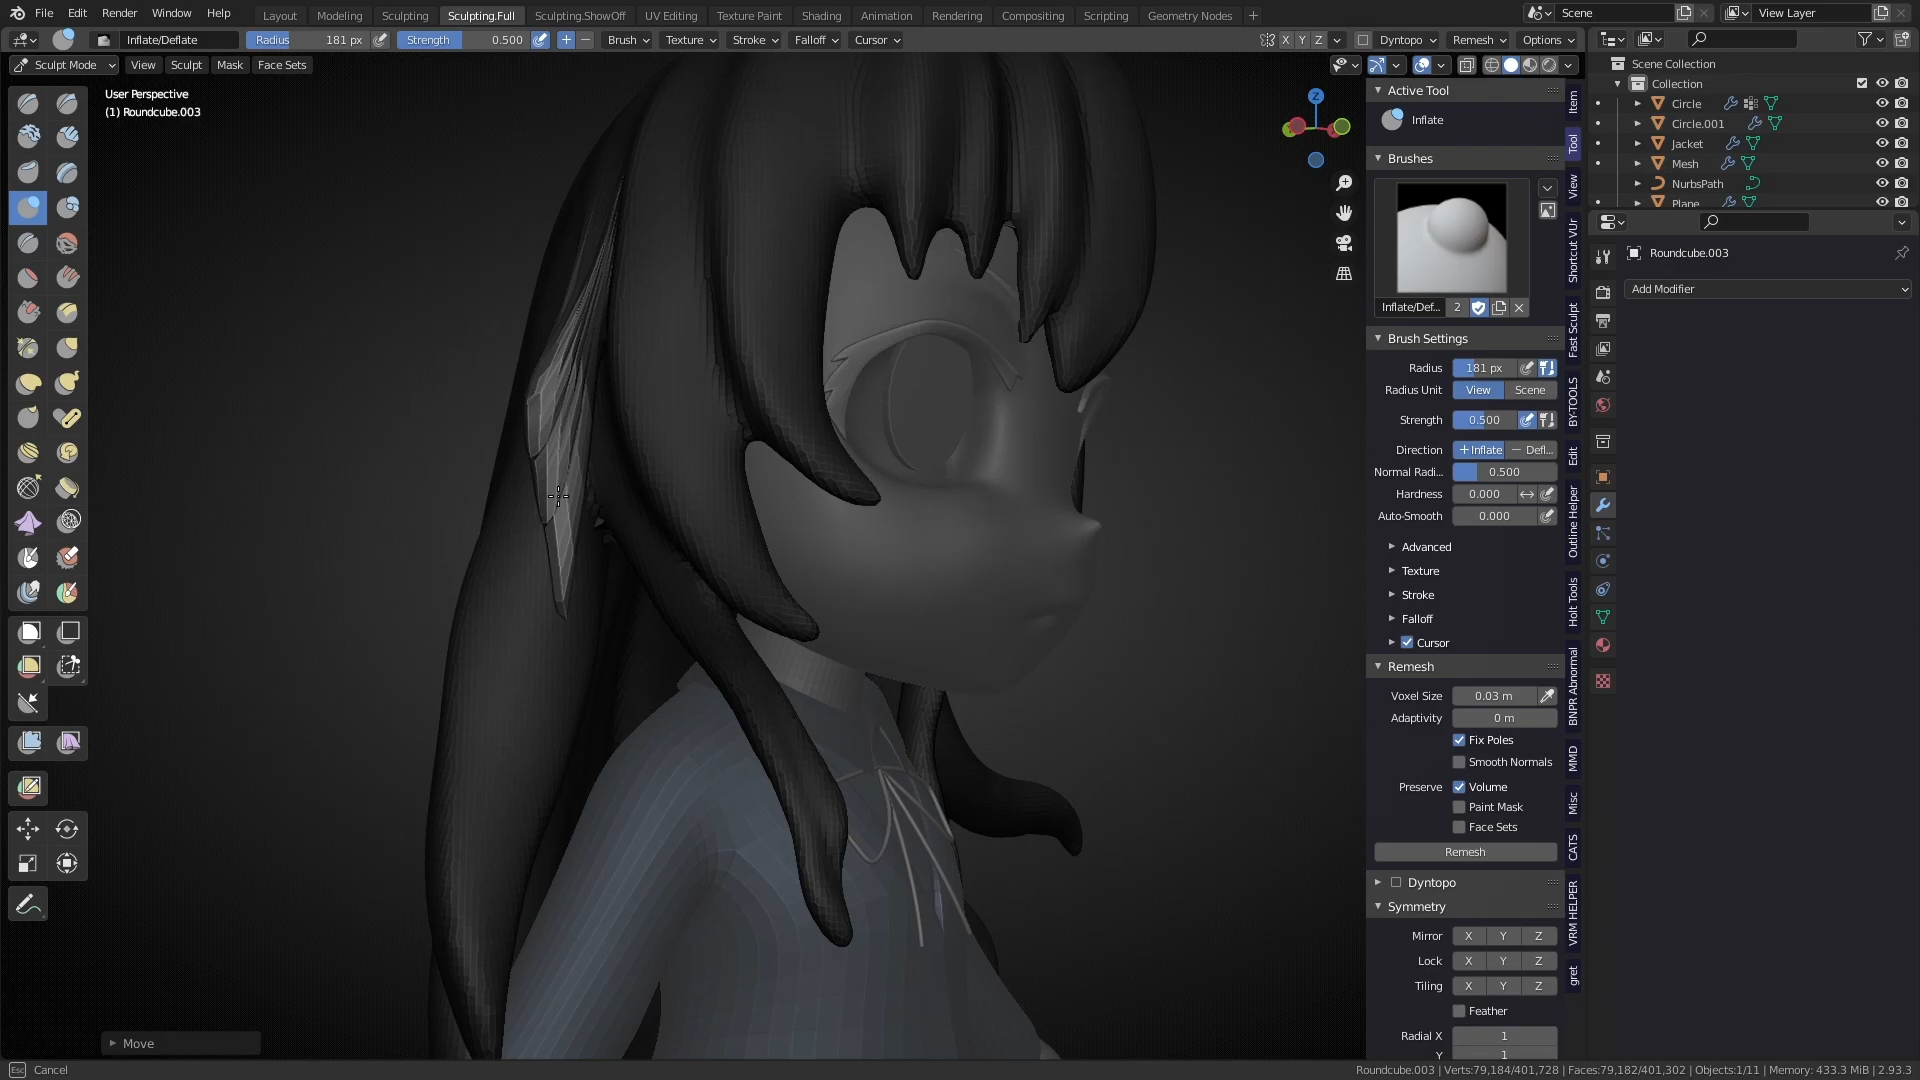 File Edit Render Window Help
Layout Modeling Sculpting Sculpting.Full Sculpting.ShowOff UV Editing Texture Paint Shading Animation Rendering Compositing Scripting Geometry Nodes
Scene
View Layer
Inflate/Deflate
Radius 181 px
Strength 0.500
Brush Texture Stroke Falloff Cursor
X Y Z
Dyntopo Remesh Options
Sculpt Mode View Sculpt Mask Face Sets
User Perspective
(1) Roundcube.003
Z
Move
Active Tool
Inflate
Brushes
Inflate/Def... 2
Brush Settings
Radius 181 px
Radius Unit View Scene
Strength 0.500
Direction Inflate Defl...
Normal Radi... 0.500
Hardness 0.000
Auto-Smooth 0.000
Advanced
Texture
Stroke
Falloff
Cursor
Remesh
Voxel Size 0.03 m
Adaptivity 0 m
Fix Poles
Smooth Normals
Preserve Volume
Paint Mask
Face Sets
Remesh
Dyntopo
Symmetry
Mirror X Y Z
Lock X Y Z
Tiling X Y Z
Feather
Radial X 1
Y 1
Item
Tool
View
Shortcut VUr
Fast Sculpt
BY-TOOLS
Edit
Outline Helper
Holt Tools
BNPR Abnormal
MMD
Misc
CATS
VRM HELPER
gret
Scene Collection
Collection
Circle
Circle.001
Jacket
Mesh
NurbsPath
Plane
Roundcube.003
Add Modifier
Esc Cancel
Roundcube.003 | Verts:79,184/401,728 | Faces:79,182/401,302 | Objects:1/11 | Memory: 433.3 MiB | 2.93.3